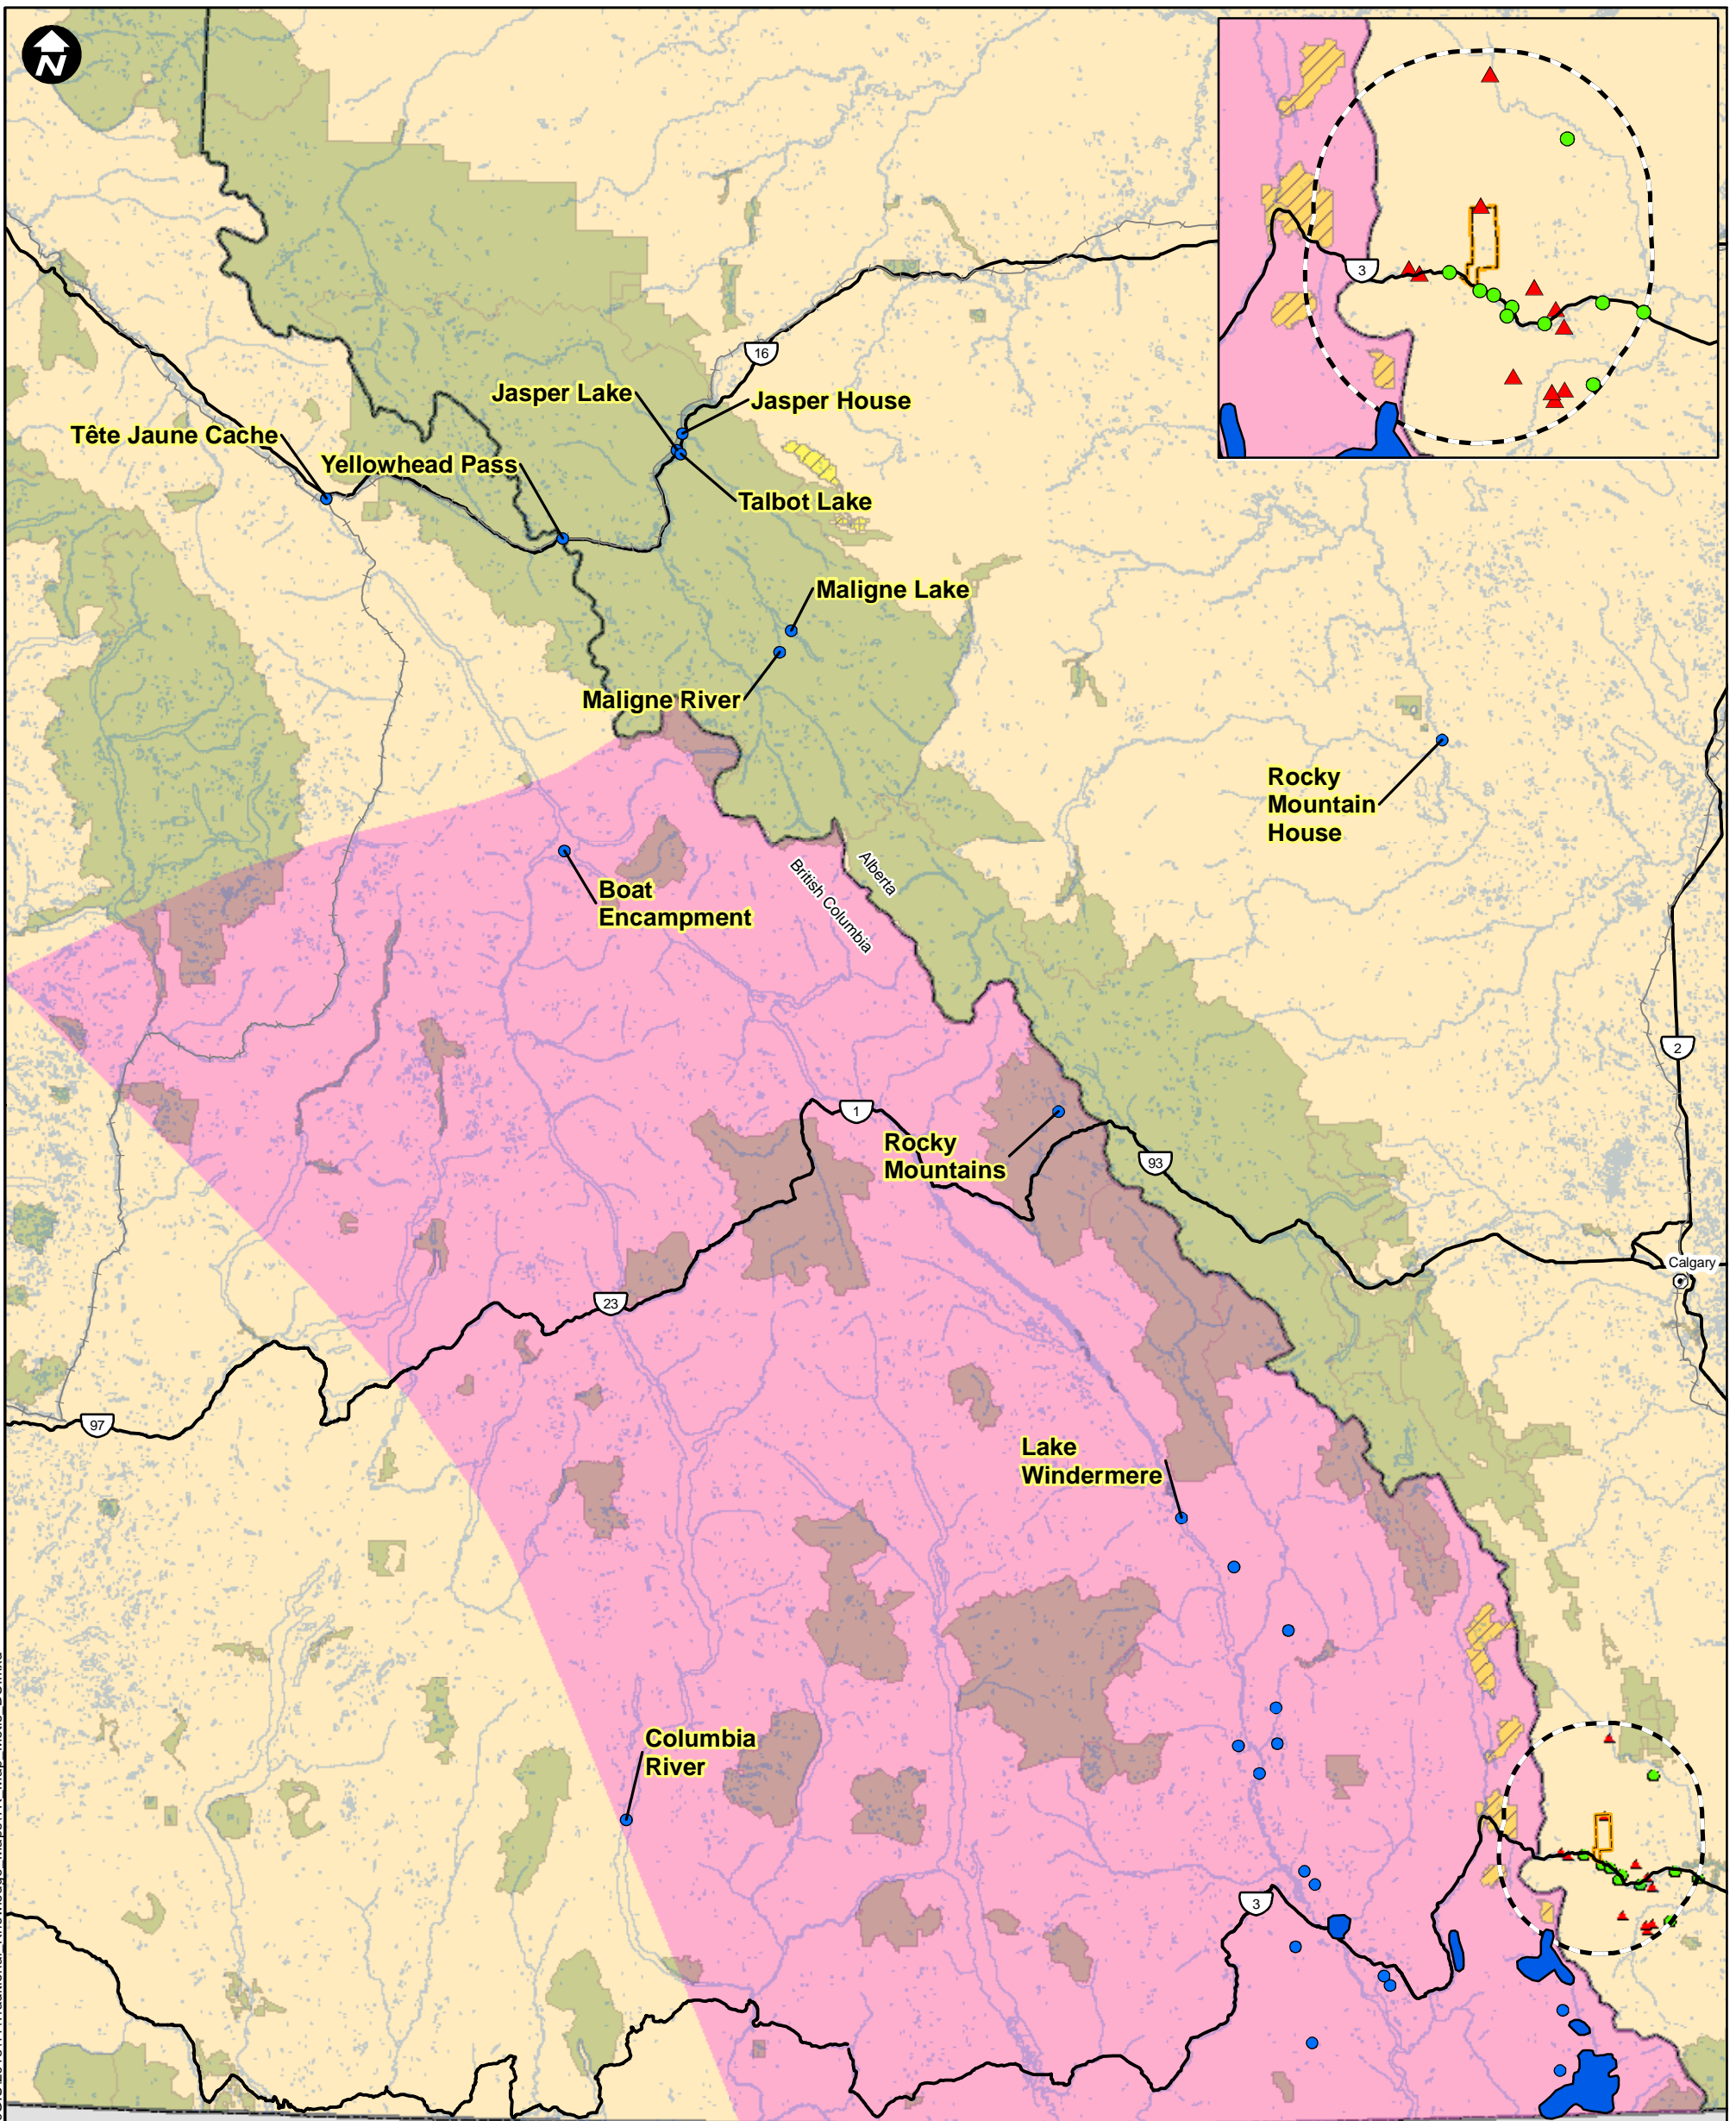 N
3
16
Jasper Lake
Jasper House
Tête Jaune Cache
Yellowhead Pass
Talbot Lake
Maligne Lake
Maligne River
Rocky
Mountain
House
Boat
Encampment
British Columbia
Alberta
2
1
Rocky
Mountains
93
Calgary
23
97
Lake
Windermere
Columbia
River
3